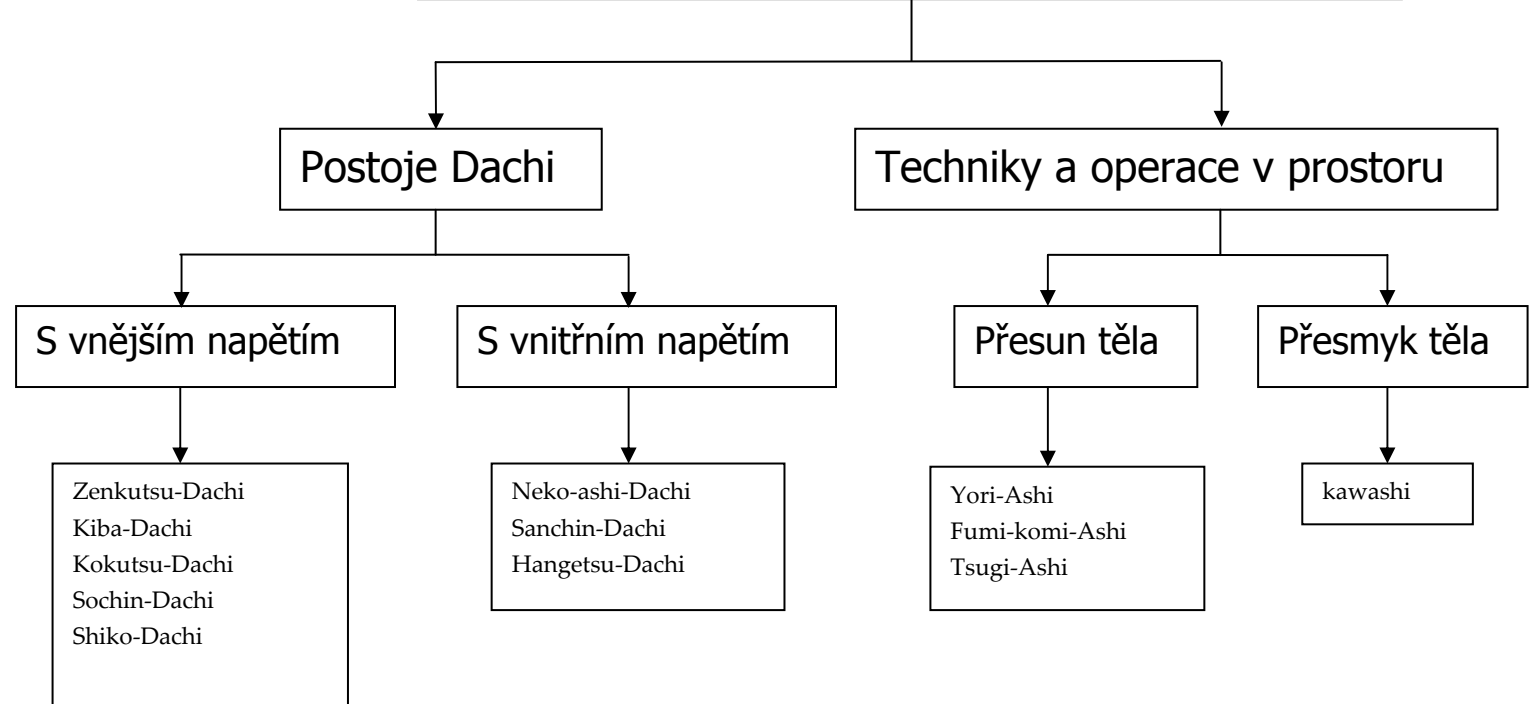 Postoje Dachi
Techniky a operace v prostoru
S vnějším napětím
S vnitřním napětím
Přesun těla
Přesmyk těla
Zenkutsu-Dachi
Kiba-Dachi
Kokutsu-Dachi
Sochin-Dachi
Shiko-Dachi
Neko-ashi-Dachi
Sanchin-Dachi
Hangetsu-Dachi
Yori-Ashi
Fumi-komi-Ashi
Tsugi-Ashi
kawashi